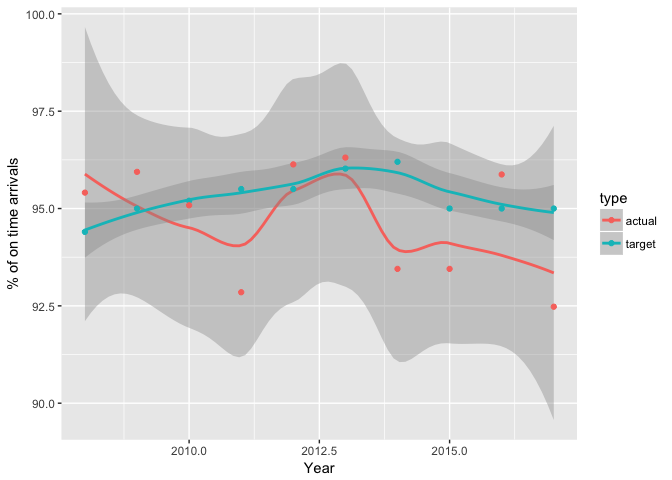 100.0
97.5
95.0
92.5
90.0
% of on time arrivals
2010.0 2012.5 2015.0
Year
type
actual
target